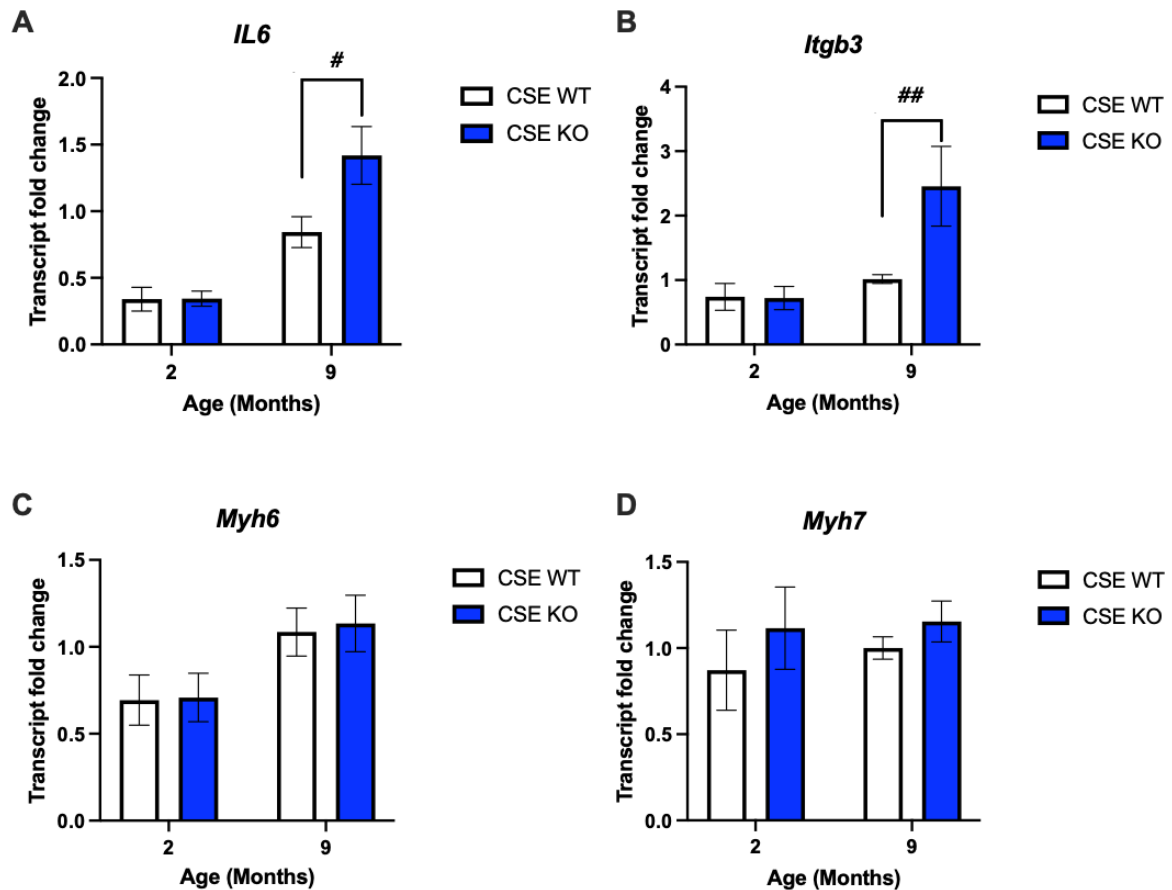 A
IL6
2.0
1.5
1.0
0.5
0.0
Transcript fold change
#
2
9
Age (Months)
CSE WT
CSE KO
B
Itgb3
4
3
2
1
0
Transcript fold change
##
2
9
Age (Months)
CSE WT
CSE KO
C
Myh6
1.5
1.0
0.5
0.0
Transcript fold change
2
9
Age (Months)
CSE WT
CSE KO
D
Myh7
1.5
1.0
0.5
0.0
Transcript fold change
2
9
Age (Months)
CSE WT
CSE KO